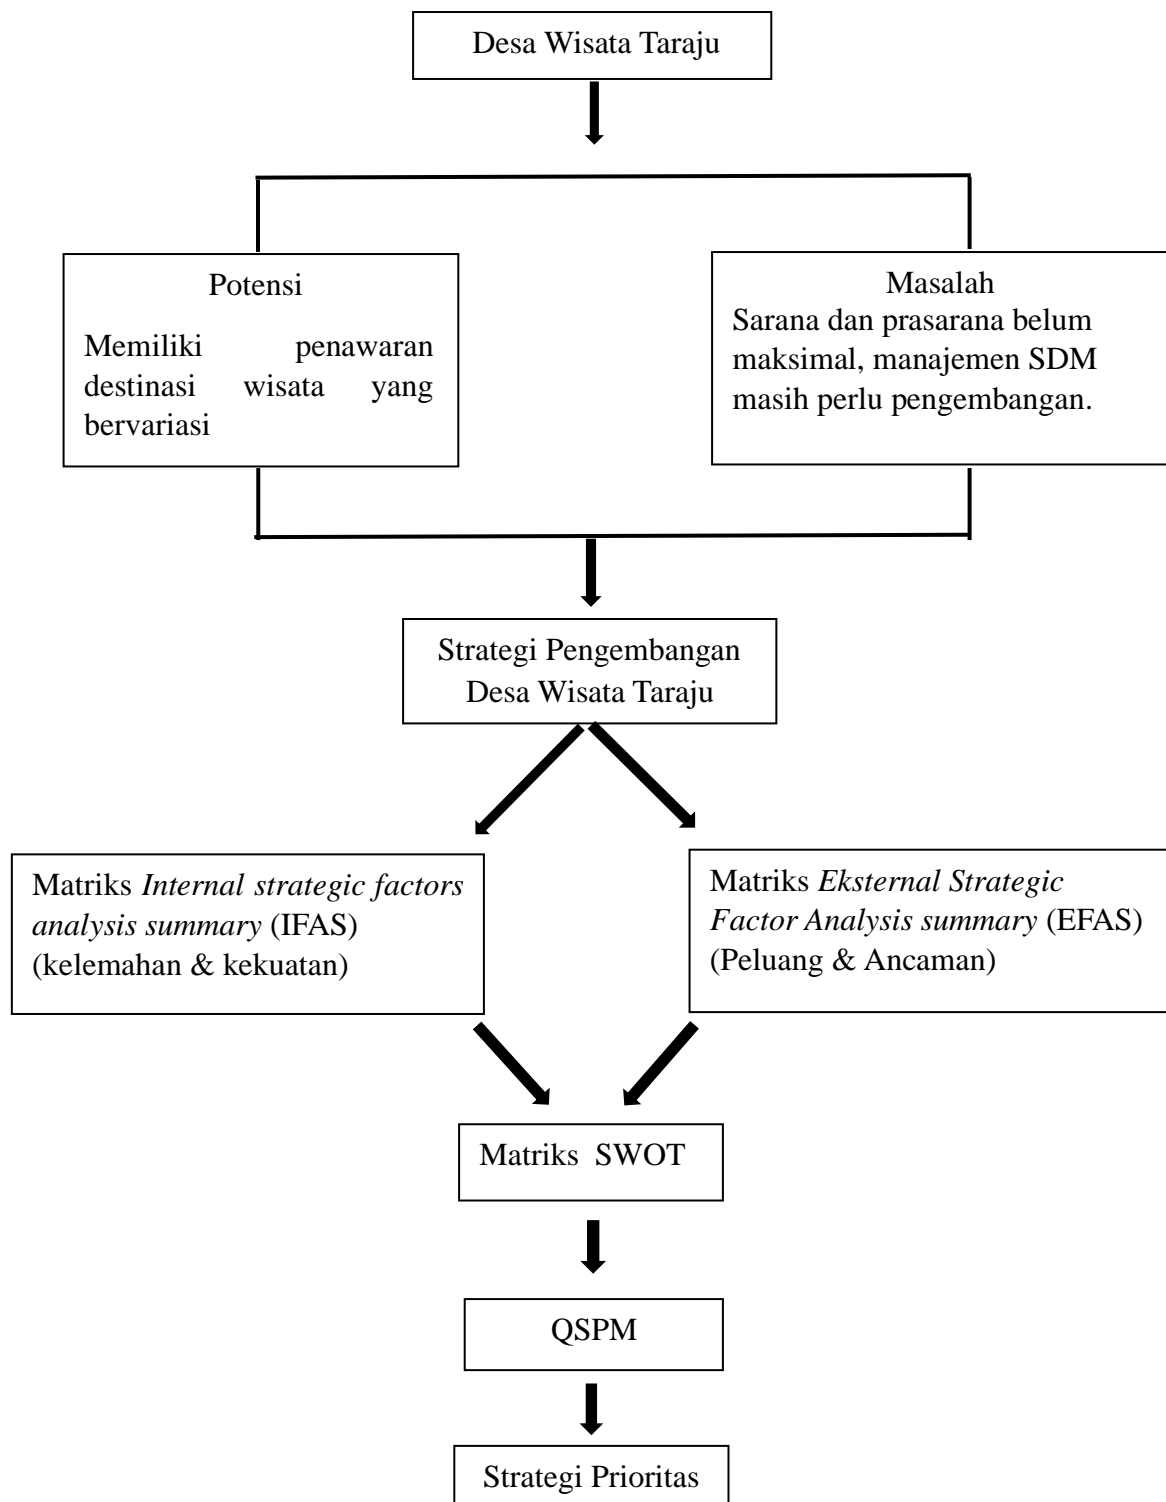 Desa Wisata Taraju
Potensi
Memiliki penawaran
destinasi wisata yang
bervariasi
Masalah
Sarana dan prasarana belum
maksimal, manajemen SDM
masih perlu pengembangan.
Strategi Pengembangan
Desa Wisata Taraju
Matriks Internal strategic factors
analysis summary (IFAS)
(kelemahan & kekuatan)
Matriks Eksternal Strategic
Factor Analysis summary (EFAS)
(Peluang & Ancaman)
Matriks SWOT
QSPM
Strategi Prioritas